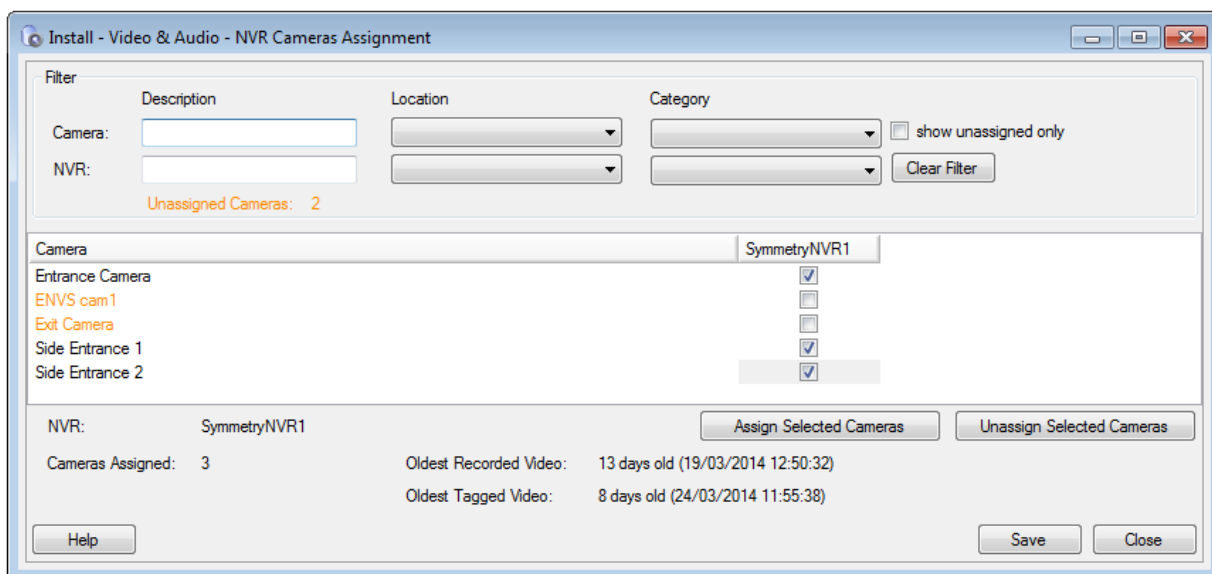 Install - Video & Audio - NVR Cameras Assignment
Filter
Description Location Category
Camera: show unassigned only
NVR: Clear Filter
Unassigned Cameras: 2
Camera SymmetryNVR1
Entrance Camera
ENVS cam1
Exit Camera
Side Entrance 1
Side Entrance 2
NVR: SymmetryNVR1 Assign Selected Cameras Unassign Selected Cameras
Cameras Assigned: 3 Oldest Recorded Video: 13 days old (19/03/2014 12:50:32)
Oldest Tagged Video: 8 days old (24/03/2014 11:55:38)
Help Save Close